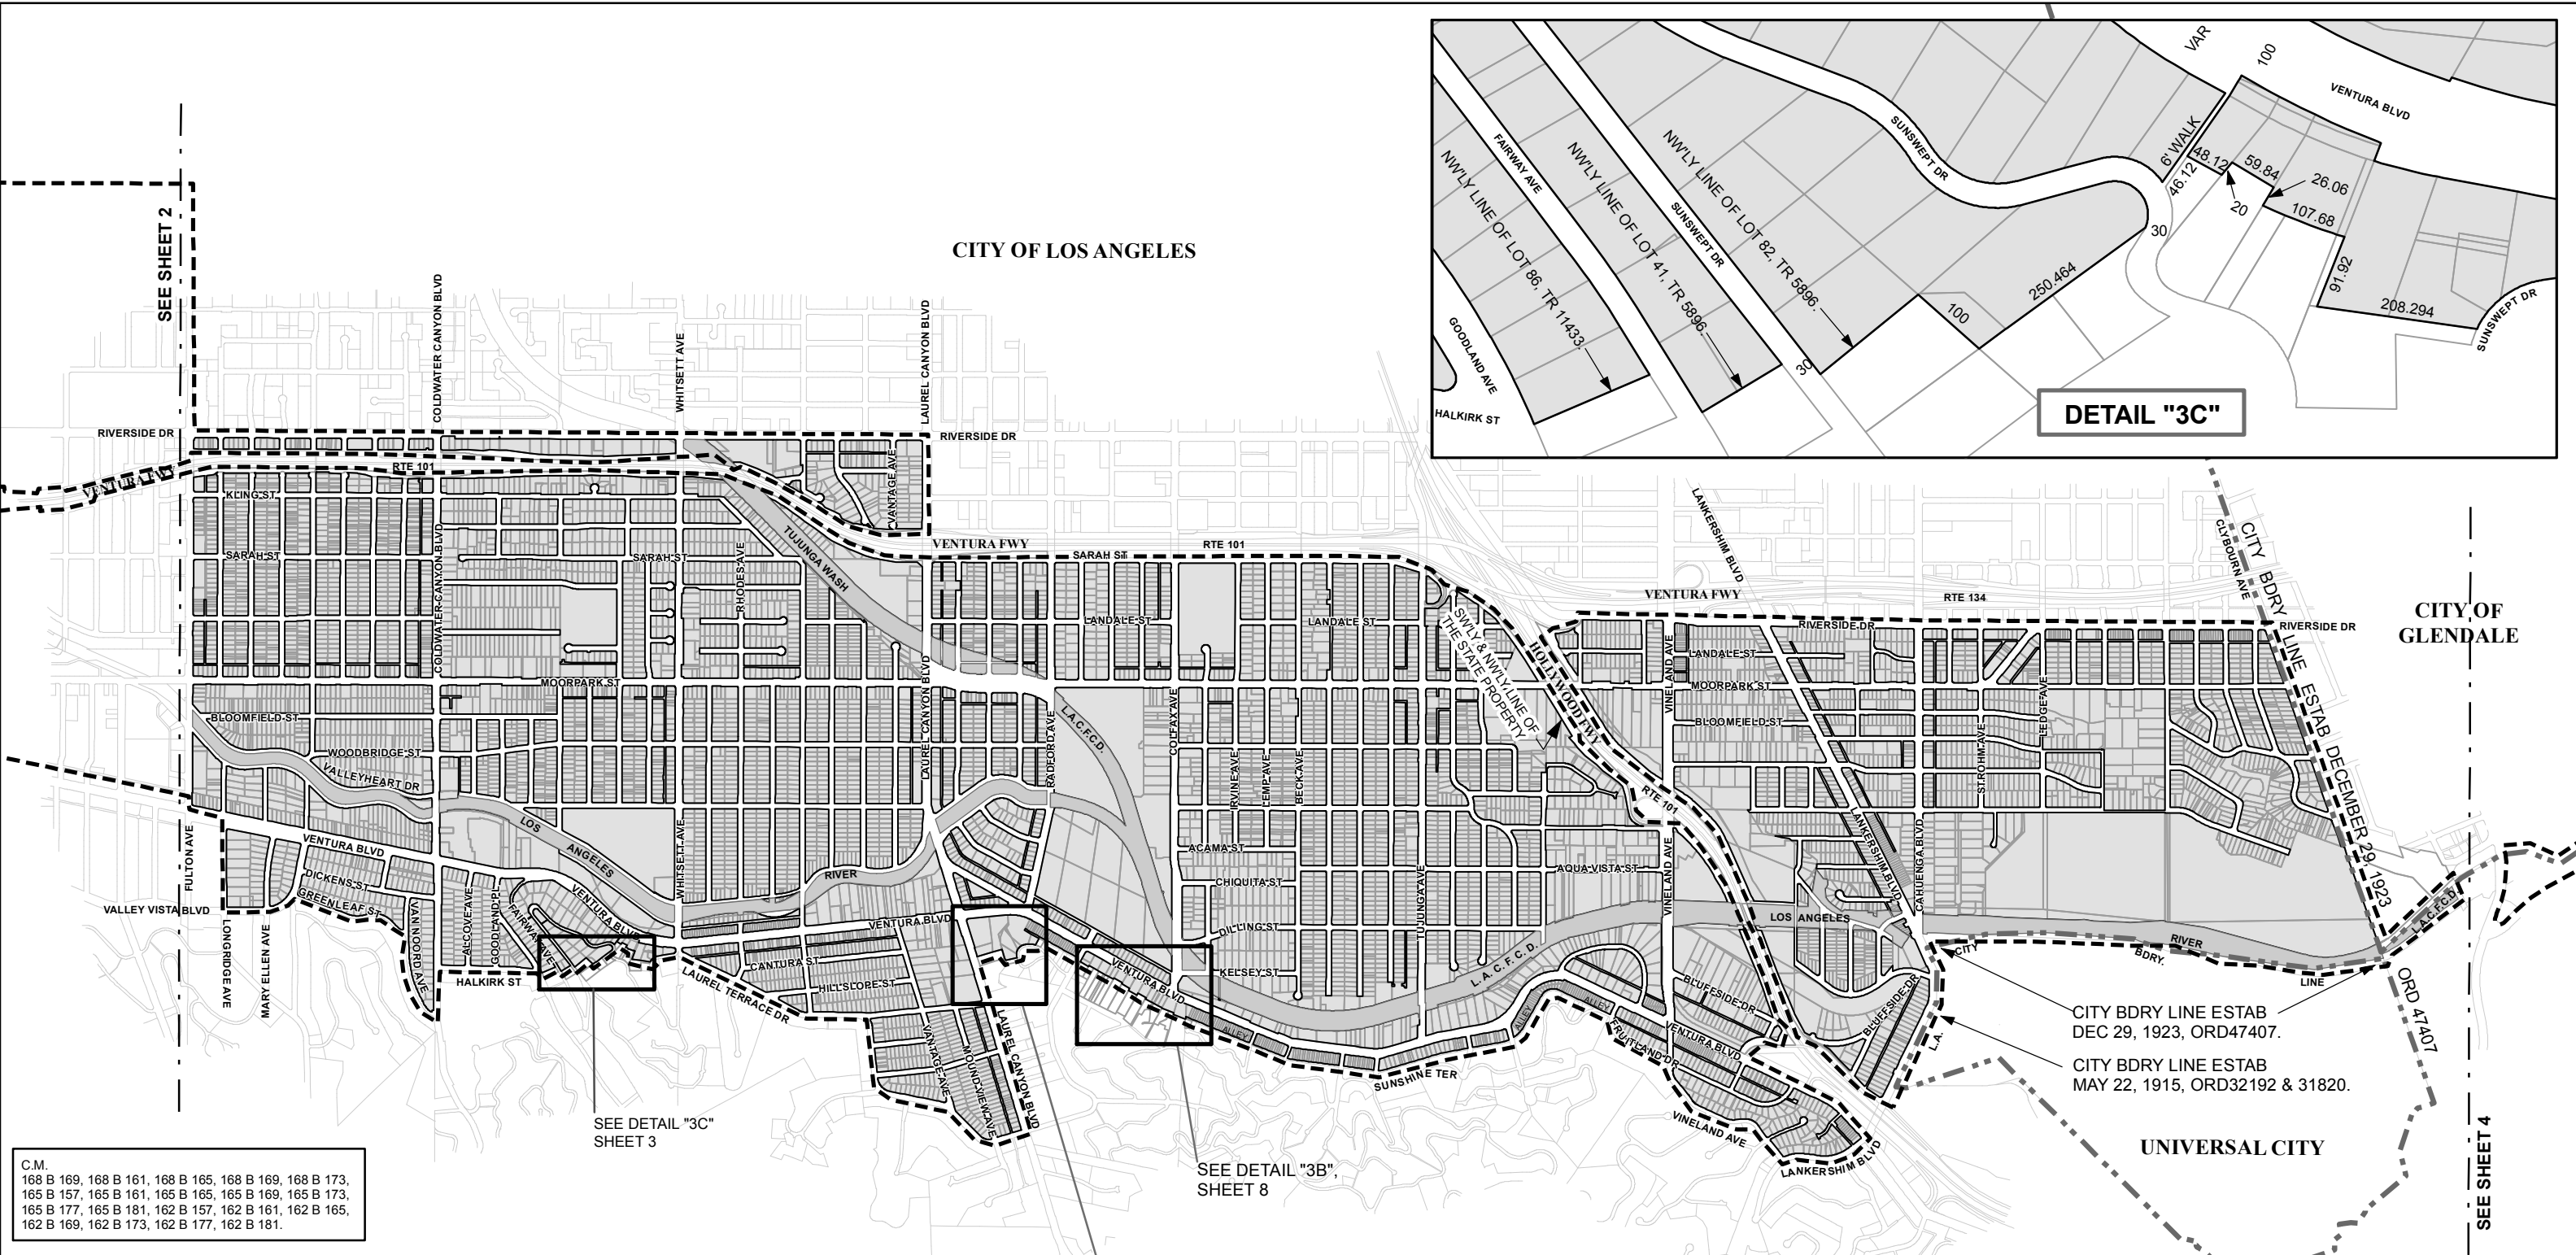 VAR
100
VENTURA BLVD
6' WALK
48.12
46.12
59.84
26.06
20
107.68
30
91.92
208.294
SUNSWEPT DR
SUNSWEPT DR
FAIRWAY AVE
NW'LY LINE OF LOT 86, TR 11433.
NW'LY LINE OF LOT 41, TR 5896.
SUNSWEPT DR
NW'LY LINE OF LOT 82, TR 5896.
30
100
250.464
GOODLAND AVE
HALKIRK ST
DETAIL "3C"
SEE SHEET 2
CITY OF LOS ANGELES
COLDWATER CANYON BLVD
WHITSETT AVE
LAUREL CANYON BLVD
RIVERSIDE DR
RIVERSIDE DR
VENTURA FWY
RTE 101
KLING ST
VANTAGE AVE
TUJUNGA WASH
SARAH ST
SARAH ST
RHODES AVE
COLDWATER CANYON BLVD
VENTURA FWY
SARAH ST
RTE 101
LANKERSHIM BLVD
VENTURA FWY
RTE 134
CLYBOURN AVE
CITY BDRY LINE ESTAB DECEMBER 29, 1923
ORD 47407
CITY OF
GLENDALE
RIVERSIDE DR
RIVERSIDE DR
LANDALE ST
LANDALE ST
LANDALE ST
SW'LY & NW'LY LINE OF
THE STATE PROPERTY
HOLLYWOOD FWY
VINELAND AVE
MOORPARK ST
MOORPARK ST
BLOOMFIELD ST
BLOOMFIELD ST
WOODBRIDGE ST
VALLEYHEART DR
LAUREL CANYON BLVD
RADFORD AVE
L.A.C.F.C.D.
COLFAX AVE
IRVINE AVE
LEMP AVE
BECK AVE
ST.ROHM AVE
LEDGE AVE
RTE 101
LOS
ANGELES
RIVER
VENTURA BLVD
DICKENS ST
GREENLEAF ST
FULTON AVE
VALLEY VISTA BLVD
LONGRIDGE AVE
MARY ELLEN AVE
VAN NOORD AVE
ALCOVE AVE
GOODLAND PL
FAIRWAY AVE
VENTURA BLVD
WHITSETT AVE
HALKIRK ST
VENTURA BLVD
CANTURA ST
HILLSLOPE ST
LAUREL TERRACE DR
VANTAGE AVE
MOUND VIEW AVE
LAUREL CANYON BLVD
ACAMA ST
CHIQUITA ST
DILLING ST
KELSEY ST
VENTURA BLVD
TUJUNGA AVE
AQUA VISTA ST
VINELAND AVE
L. A. C. F. C. D.
ALLEY
ALLEY
ALLEY
SUNSHINE TER
FRUITLAND DR
VENTURA BLVD
BLUFFSIDE DR
BLUFFSIDE DR
VINELAND AVE
LANKERSHIM BLVD
LANKERSHIM BLVD
CAHUENGA BLVD
LOS ANGELES
RIVER
CITY
BDRY.
LINE
L.A.
L.A.C.F.C.D.
CITY BDRY LINE ESTAB
DEC 29, 1923, ORD47407.
CITY BDRY LINE ESTAB
MAY 22, 1915, ORD32192 & 31820.
UNIVERSAL CITY
SEE SHEET 4
SEE DETAIL "3C"
SHEET 3
SEE DETAIL "3B",
SHEET 8
C.M.
168 B 169, 168 B 161, 168 B 165, 168 B 169, 168 B 173,
165 B 157, 165 B 161, 165 B 165, 165 B 169, 165 B 173,
165 B 177, 165 B 181, 162 B 157, 162 B 161, 162 B 165,
162 B 169, 162 B 173, 162 B 177, 162 B 181.